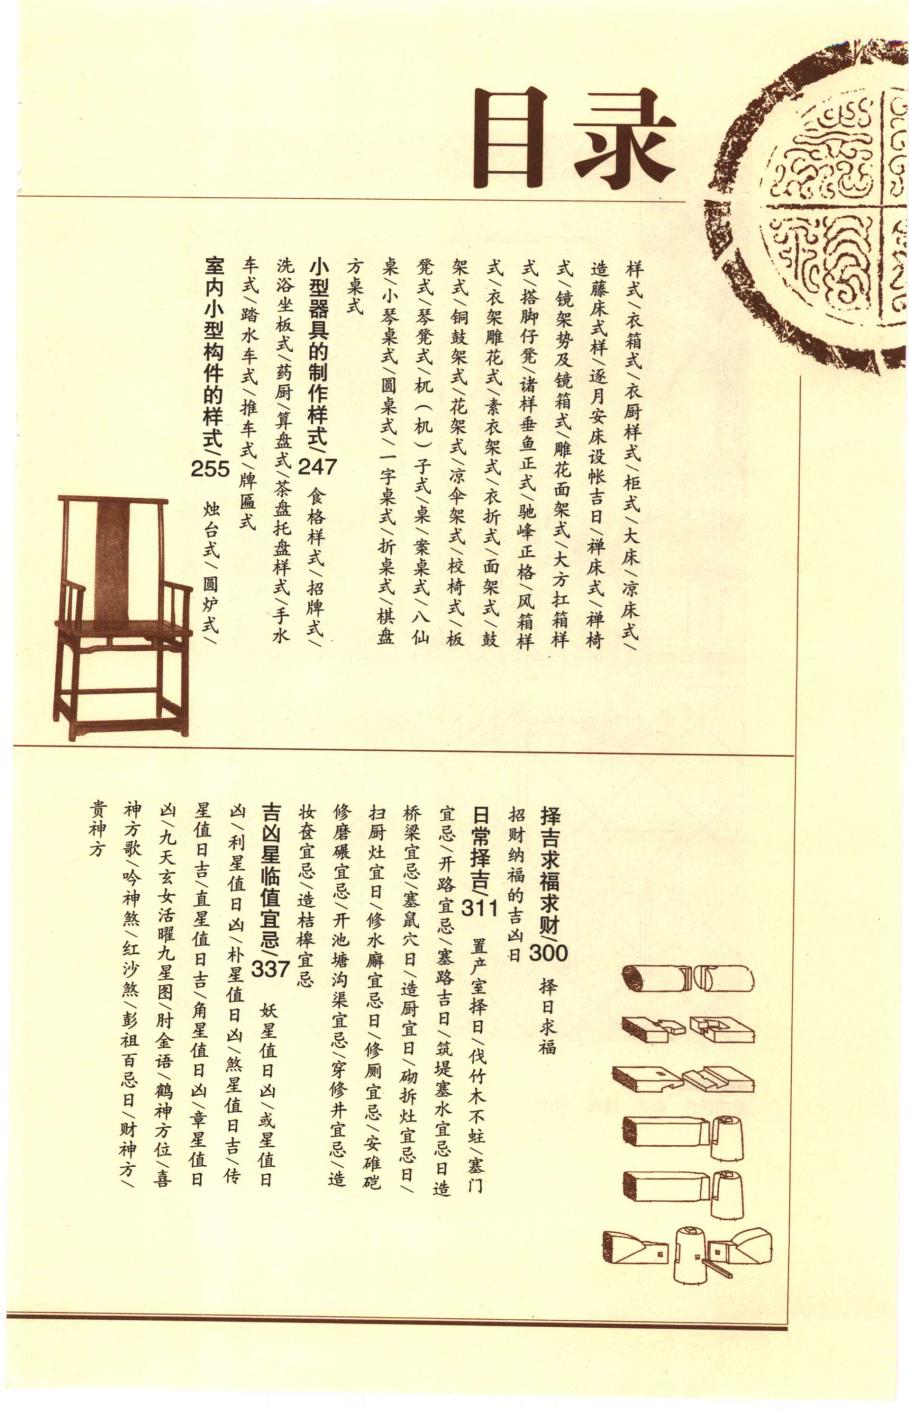 目录
样式/衣箱式/衣厨样式/柜式/大床/凉床式/
造藤床式样/逐月安床设帐吉日/禅床式/禅椅
式/镜架势及镜箱式/雕花面架式/大方扛箱样
式/搭脚仔凳/诸样垂鱼正式/驰峰正格/风箱样
式/衣架雕花式/素衣架式/衣折式/面架式/鼓
架式/铜鼓架式/花架式/凉伞架式/校椅式/板
凳式/琴凳式/杌（机）子式/桌/案桌式/八仙
桌/小琴桌式/圆桌式/一字桌式/折桌式/棋盘
方桌式
小型器具的制作样式/247 食格样式/招牌式/
洗浴坐板式/药厨/算盘式/茶盘托盘样式/手水
车式/踏水车式/推车式/牌匾式
室内小型构件的样式/255 烛台式/圆炉式/
择吉求福求财/300 择日求福
招财纳福的吉凶日
日常择吉/311 置产室择日/伐竹木不蛀/塞门
宜忌/开路宜忌/塞路吉日/筑堤塞水宜忌日造
桥梁宜忌/塞鼠穴日/造厨宜日/砌拆灶宜忌日/
扫厨灶宜日/修水廨宜忌日/修厕宜忌/安碓硙
修磨碾宜忌/开池塘沟渠宜忌/穿修井宜忌/造
妆奁宜忌/造桔槔宜忌
吉凶星临值宜忌/337 妖星值日凶/或星值日
凶/利星值日凶/朴星值日凶/煞星值日吉/传
星值日吉/直星值日吉/角星值日凶/章星值日
凶/九天玄女活曜九星图/肘金语/鹤神方位/喜
神方歌/吟神煞/红沙煞/彭祖百忌日/财神方/
贵神方